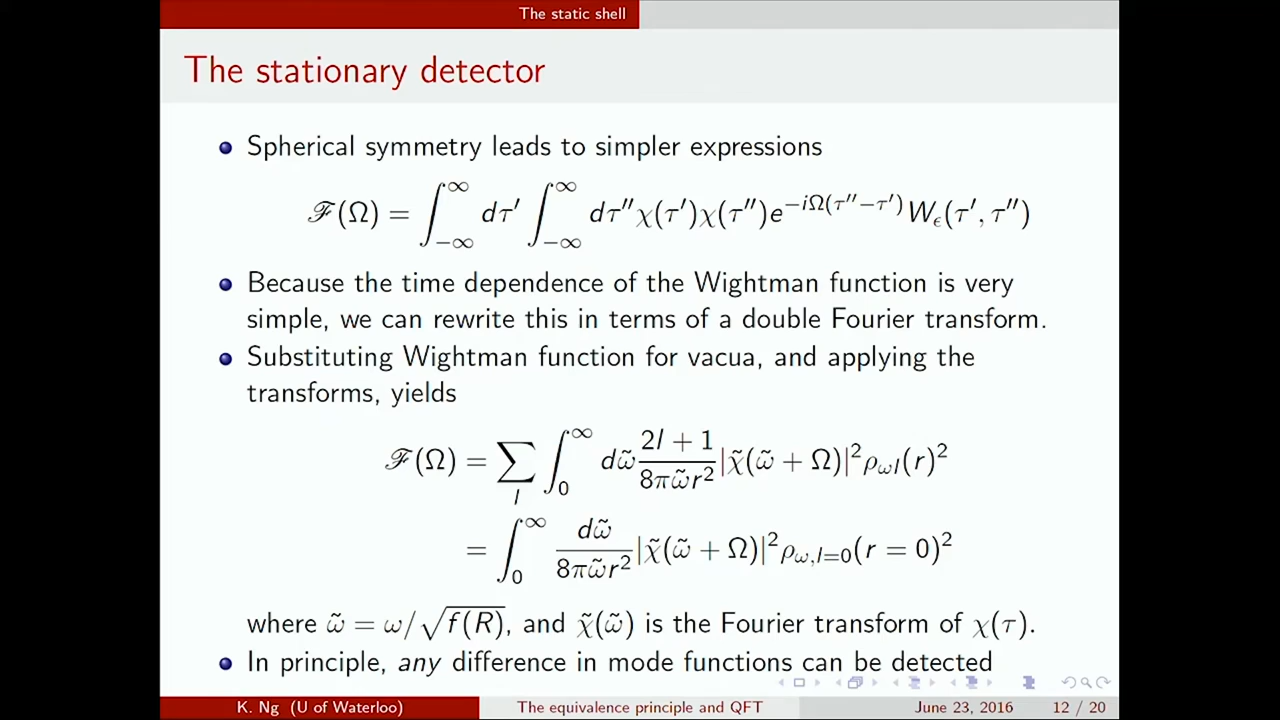 The static shell
The stationary detector
Spherical symmetry leads to simpler expressions
ℱ(Ω) = ∫_{-∞}^{∞} dτ′ ∫_{-∞}^{∞} dτ″χ(τ′)χ(τ″)e^{-iΩ(τ″-τ′)}W_ϵ(τ′, τ″)
Because the time dependence of the Wightman function is very
simple, we can rewrite this in terms of a double Fourier transform.
Substituting Wightman function for vacua, and applying the
transforms, yields
ℱ(Ω) = ∑_l ∫_0^∞ dω̃ (2l + 1)/(8πω̃r²) |χ̃(ω̃ + Ω)|²ρ_{ωl}(r)²
= ∫_0^∞ dω̃/(8πω̃r²) |χ̃(ω̃ + Ω)|²ρ_{ω,l=0}(r = 0)²
where ω̃ = ω/√f(R), and χ̃(ω̃) is the Fourier transform of χ(τ).
In principle, any difference in mode functions can be detected
K. Ng (U of Waterloo) The equivalence principle and QFT June 23, 2016 12 / 20